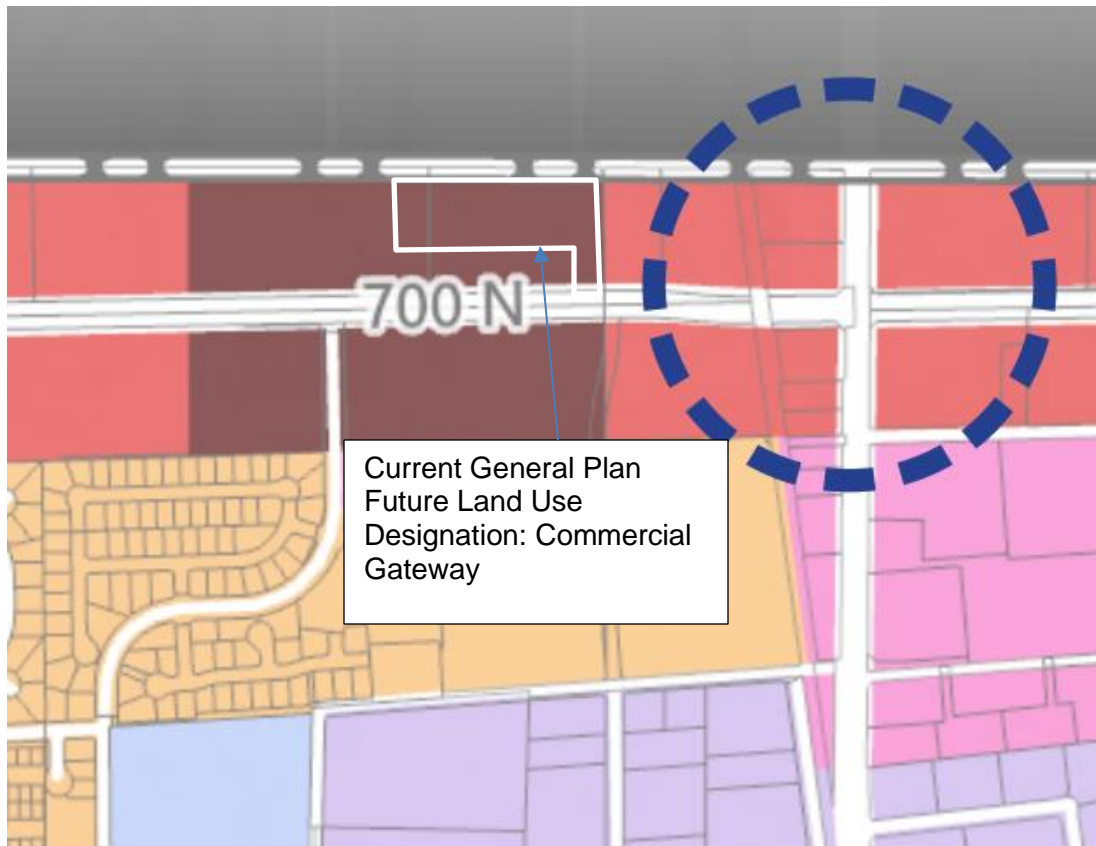 700 N
Current General Plan
Future Land Use
Designation: Commercial
Gateway